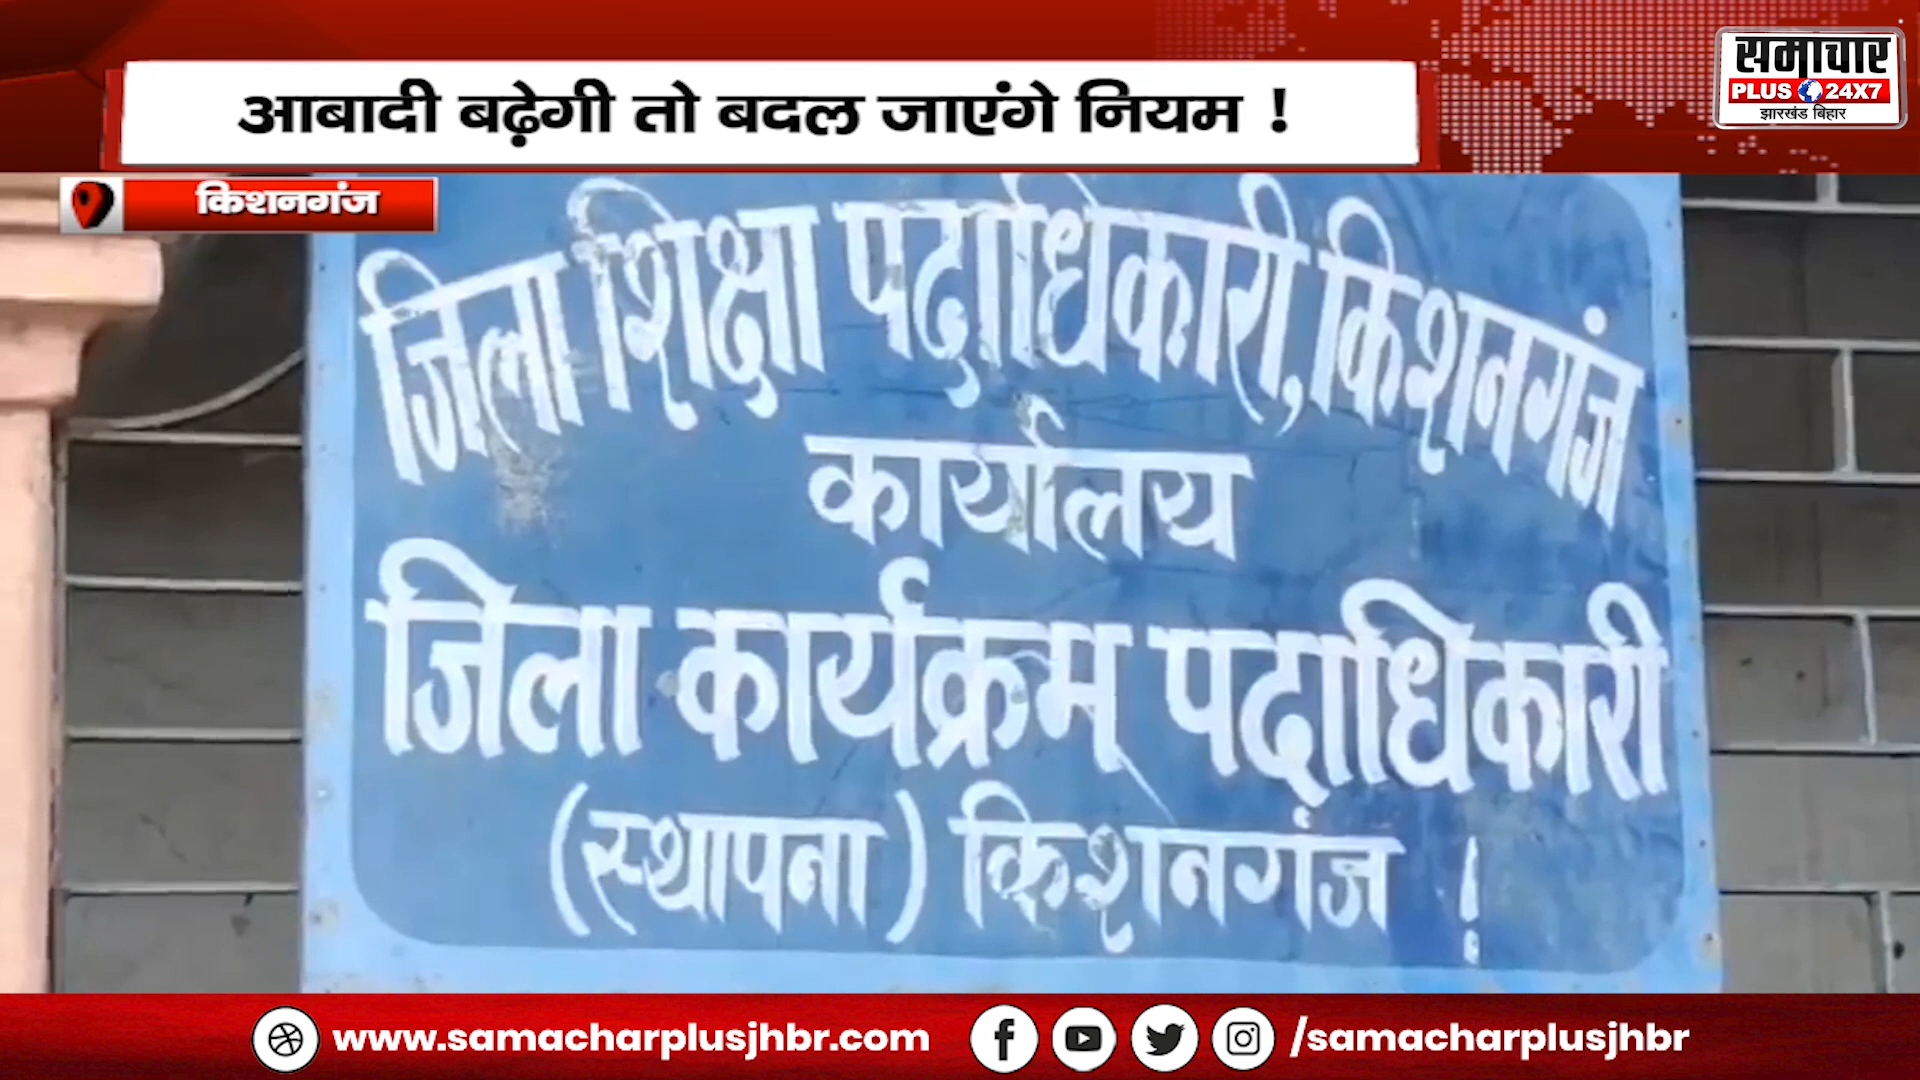 समाचार
PLUS 24X7
झारखंड बिहार
आबादी बढ़ेगी तो बदल जाएंगे नियम !
किशनगंज
जिला शिक्षा पदाधिकारी, किशनगंज
कार्यालय
जिला कार्यक्रम् पदाधिकारी
(स्थापना) किशनगंज !
www.samacharplusjhbr.com
/samacharplusjhbr